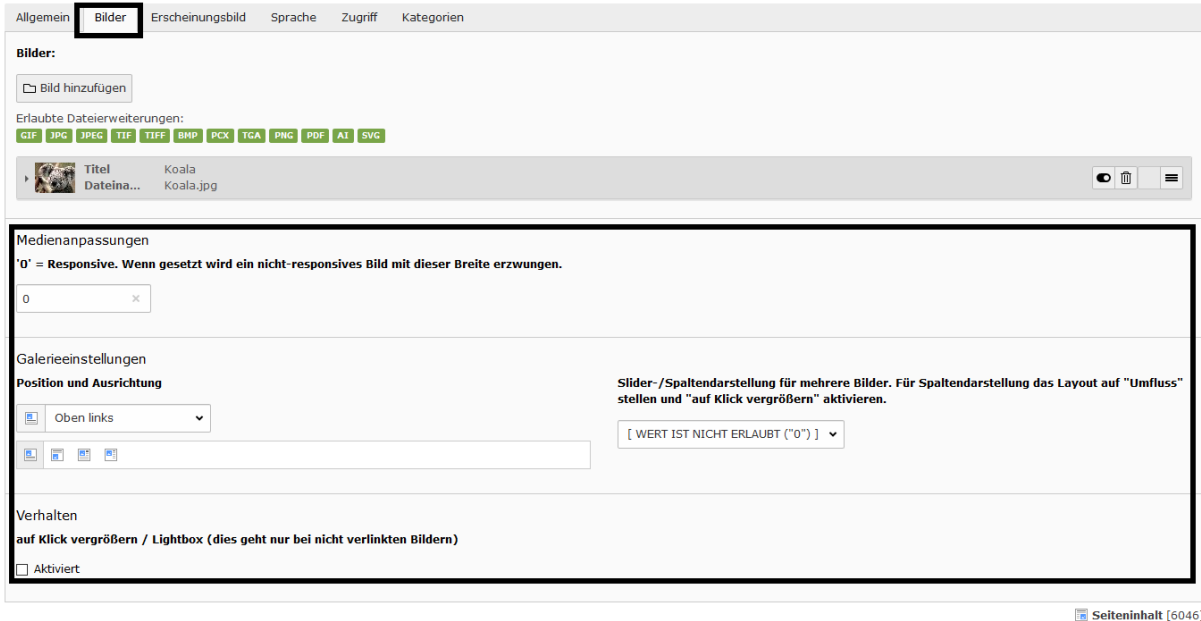 Allgemein Bilder Erscheinungsbild Sprache Zugriff Kategorien
Bilder:
Bild hinzufügen
Erlaubte Dateierweiterungen:
GIF JPG JPEG TIF TIFF BMP PCX TGA PNG PDF AI SVG
Titel Koala
Dateina... Koala.jpg
Medienanpassungen
'0' = Responsive. Wenn gesetzt wird ein nicht-responsives Bild mit dieser Breite erzwungen.
0
Galerieeinstellungen
Position und Ausrichtung
Oben links
Slider-/Spaltendarstellung für mehrere Bilder. Für Spaltendarstellung das Layout auf "Umfluss"
stellen und "auf Klick vergrößern" aktivieren.
[ WERT IST NICHT ERLAUBT ("0") ]
Verhalten
auf Klick vergrößern / Lightbox (dies geht nur bei nicht verlinkten Bildern)
Aktiviert
Seiteninhalt [6046]